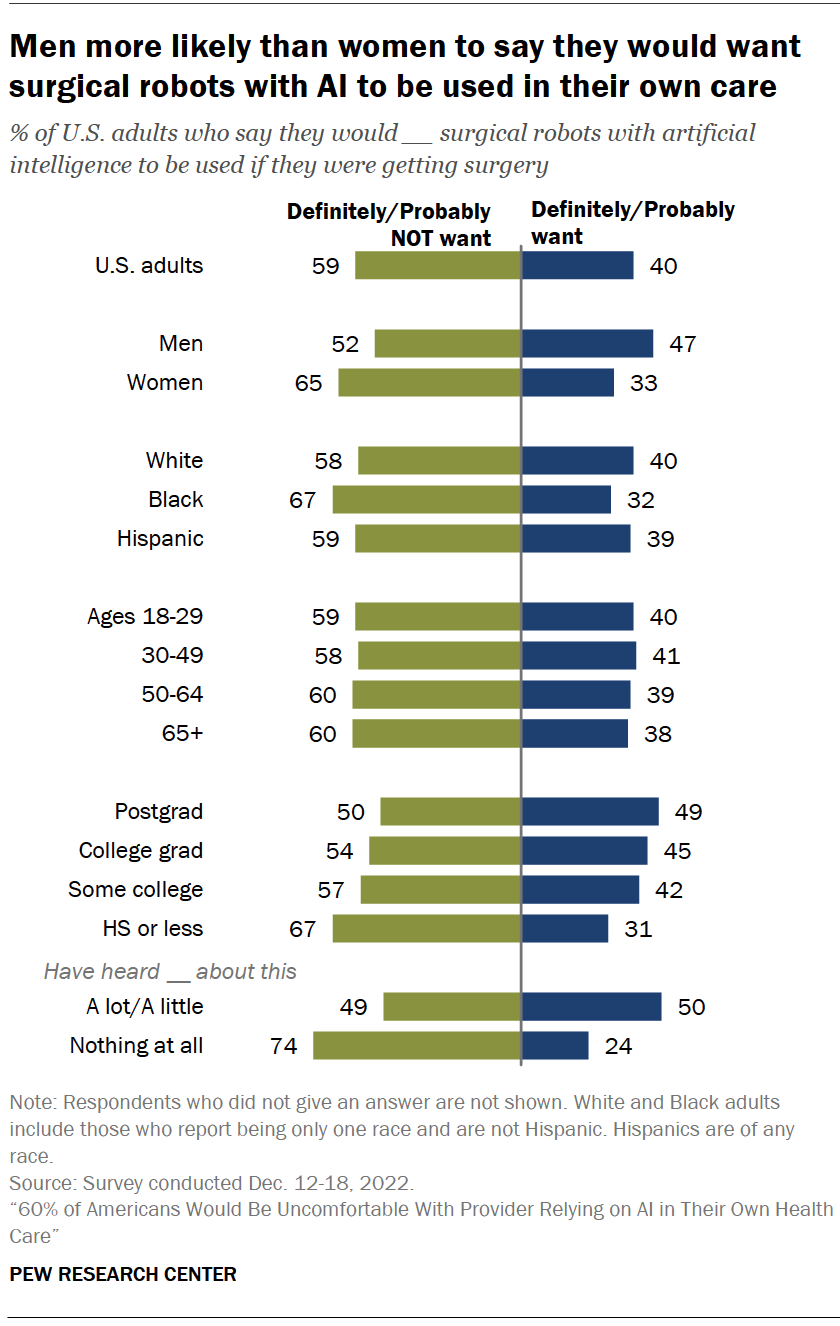 Men more likely than women to say they would want
surgical robots with AI to be used in their own care
% of U.S. adults who say they would __ surgical robots with artificial
intelligence to be used if they were getting surgery
Definitely/Probably
NOT want
Definitely/Probably
want
U.S. adults 59 40
Men 52 47
Women 65 33
White 58 40
Black 67 32
Hispanic 59 39
Ages 18-29 59 40
30-49 58 41
50-64 60 39
65+ 60 38
Postgrad 50 49
College grad 54 45
Some college 57 42
HS or less 67 31
Have heard __ about this
A lot/A little 49 50
Nothing at all 74 24
Note: Respondents who did not give an answer are not shown. White and Black adults
include those who report being only one race and are not Hispanic. Hispanics are of any
race.
Source: Survey conducted Dec. 12-18, 2022.
“60% of Americans Would Be Uncomfortable With Provider Relying on AI in Their Own Health
Care”
PEW RESEARCH CENTER